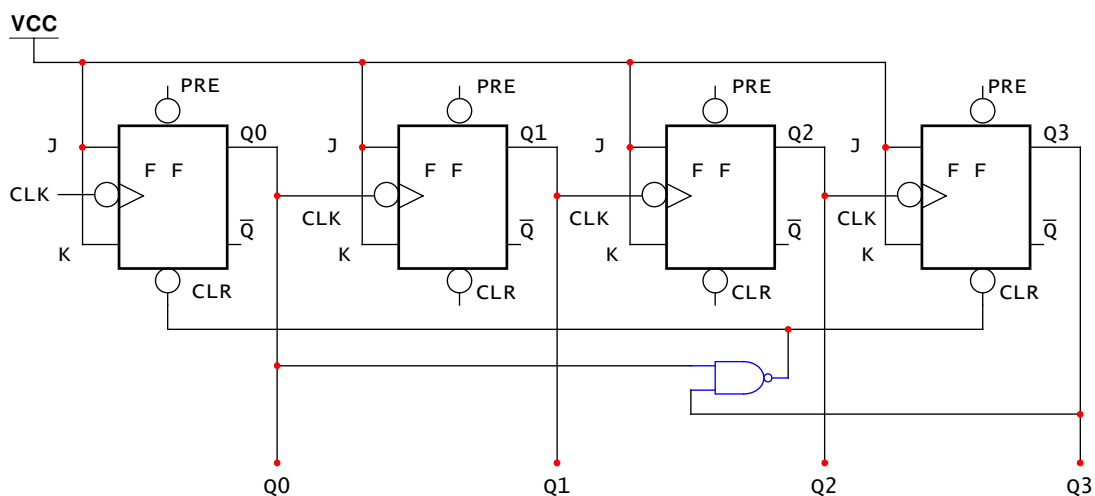 VCC
PRE PRE PRE PRE
J Q0 J Q1 J Q2 J Q3
F F F F F F F F
CLK CLK CLK CLK
K Q̅ K Q̅ K Q̅ K Q̅
CLR CLR CLR CLR
Q0 Q1 Q2 Q3